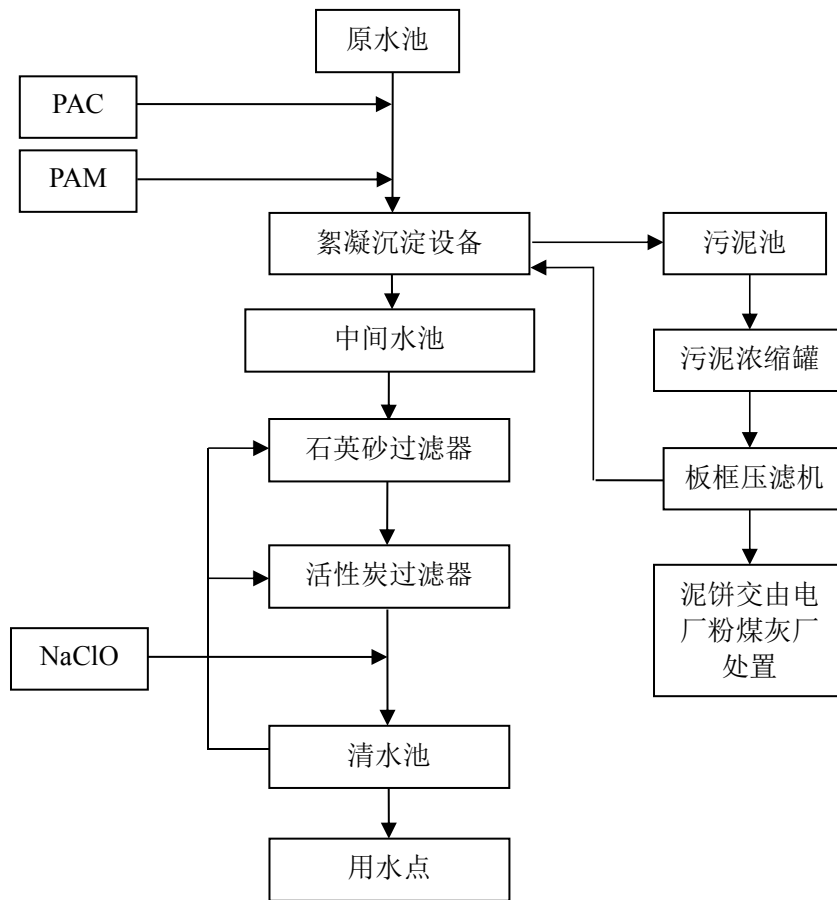 原水池
PAC
PAM
絮凝沉淀设备
污泥池
中间水池
污泥浓缩罐
石英砂过滤器
板框压滤机
活性炭过滤器
泥饼交由电
厂粉煤灰厂
处置
NaClO
清水池
用水点